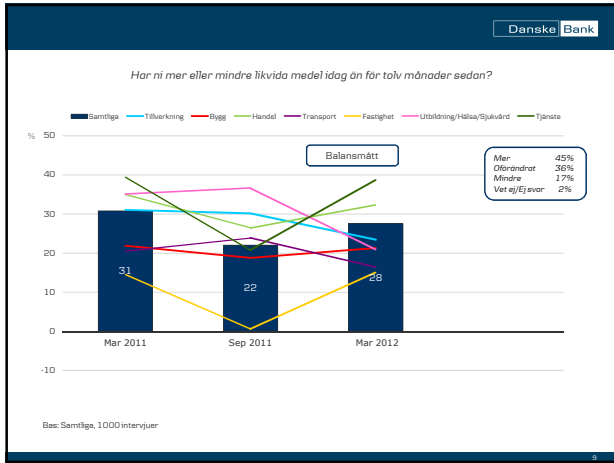 Danske Bank
Har ni mer eller mindre likvida medel idag än för tolv månader sedan?
Samtliga Tillverkning Bygg Handel Transport Fastighet Utbildning/Hälsa/Sjukvård Tjänste
%
50
40
30
20
10
0
-10
Balansmått
Mer 45%
Oförändrat 36%
Mindre 17%
Vet ej/Ej svar 2%
31
22
28
Mar 2011 Sep 2011 Mar 2012
Bas: Samtliga, 1000 intervjuer
9